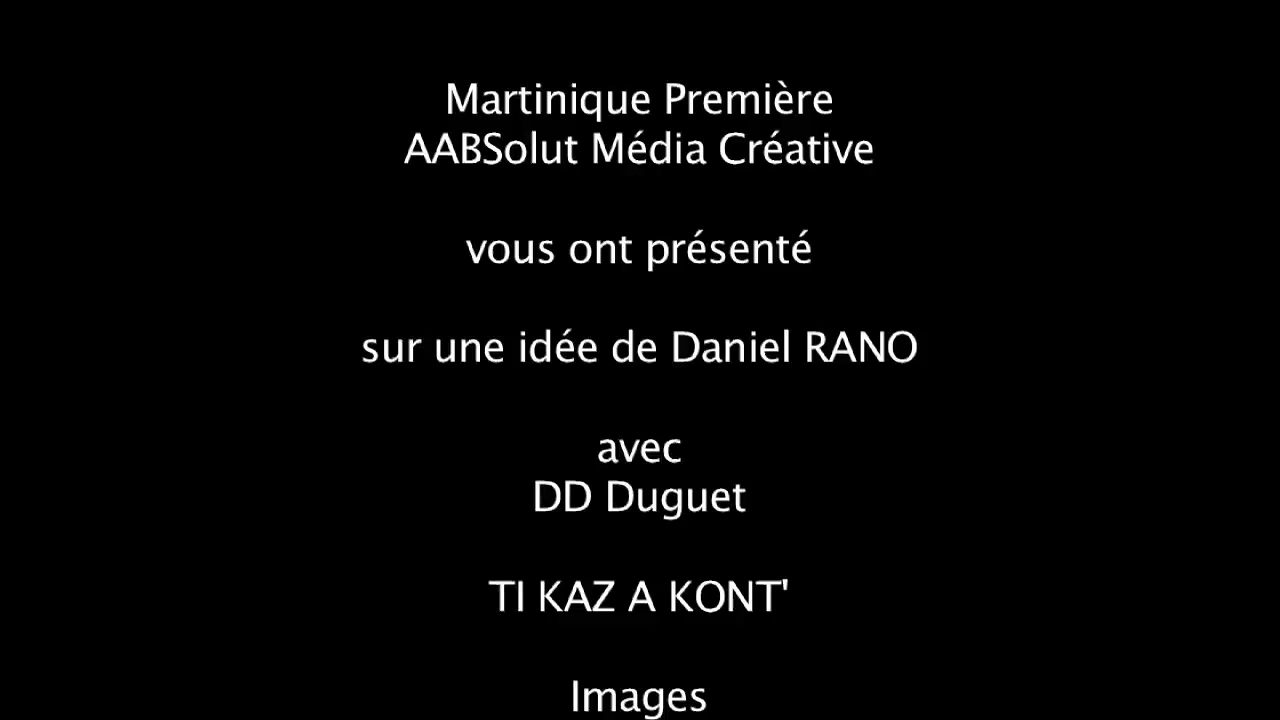 Martinique Première
AABSolut Média Créative
vous ont présenté
sur une idée de Daniel RANO
avec
DD Duguet
TI KAZ A KONT'
Images